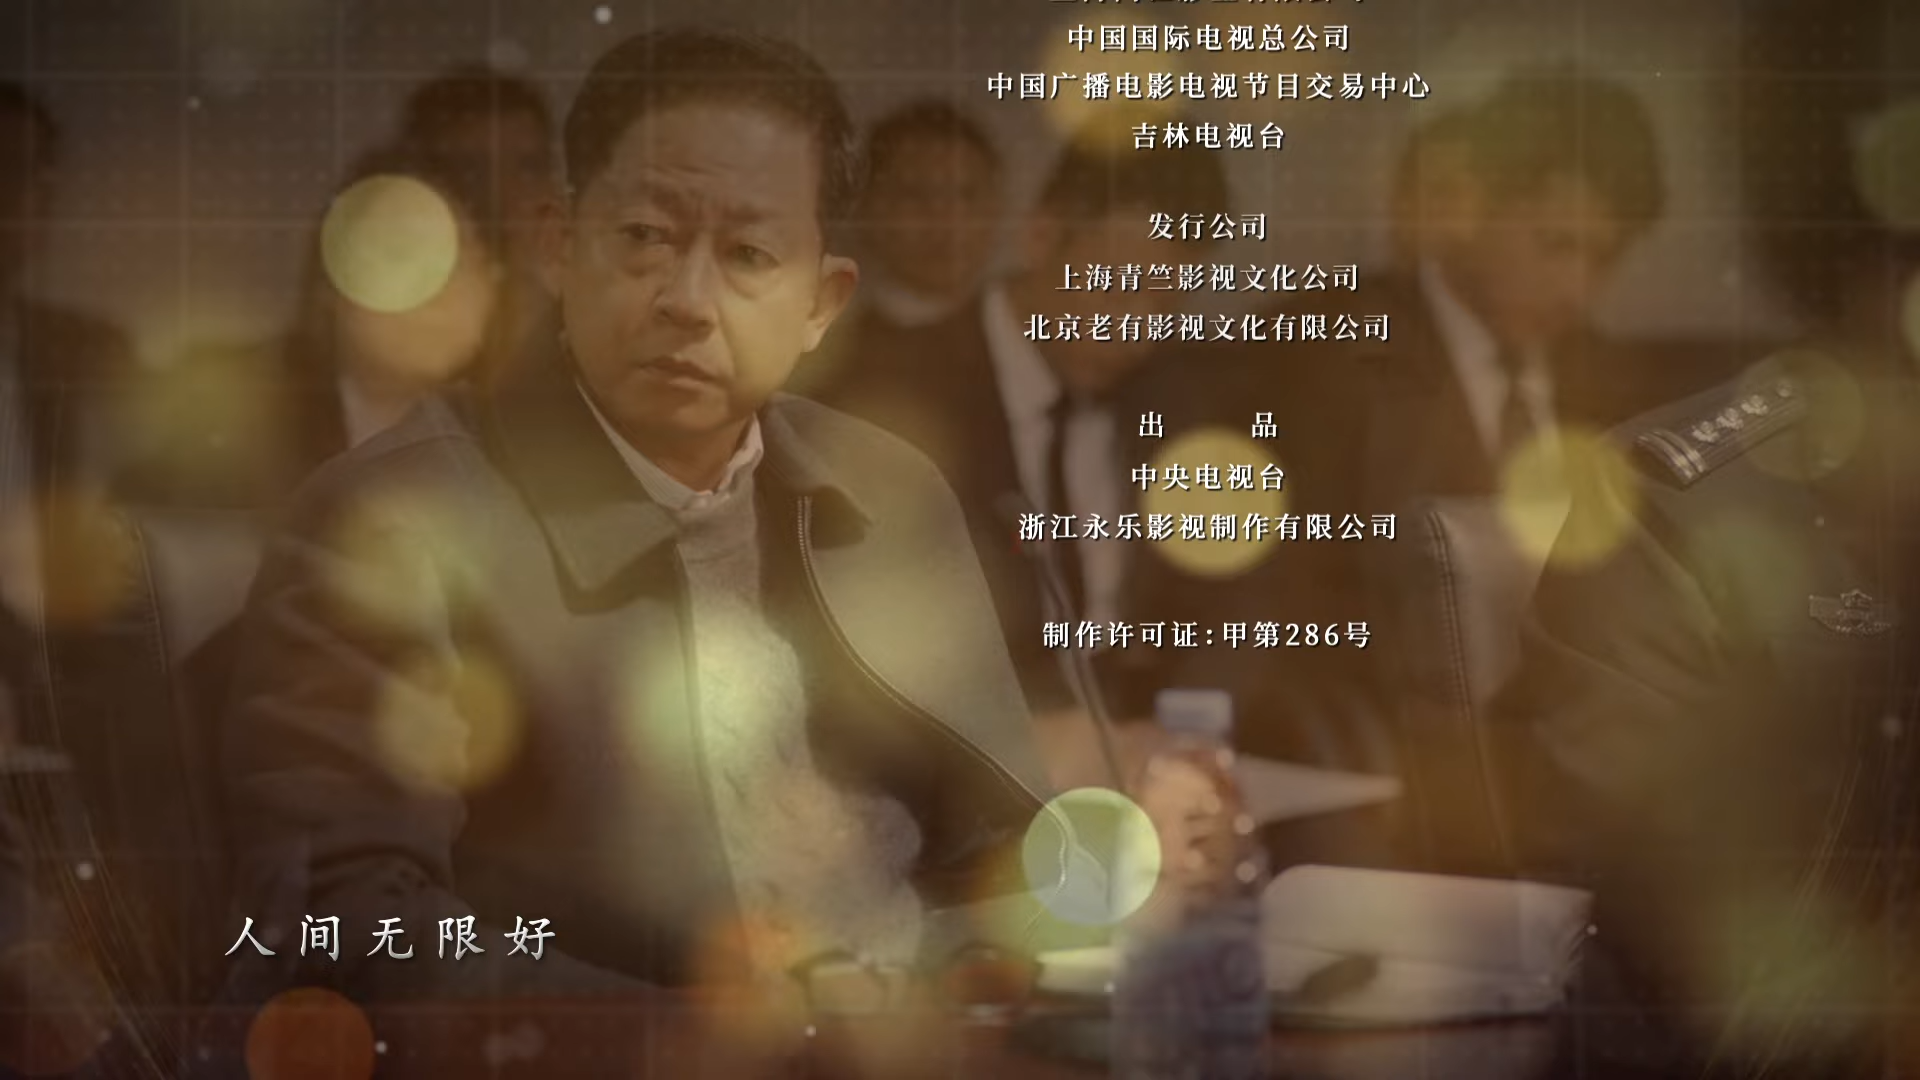 中国国际电视总公司
中国广播电影电视节目交易中心
吉林电视台
发行公司
上海青竺影视文化公司
北京老有影视文化有限公司
出 品
中央电视台
浙江永乐影视制作有限公司
制作许可证:甲第286号
人间无限好